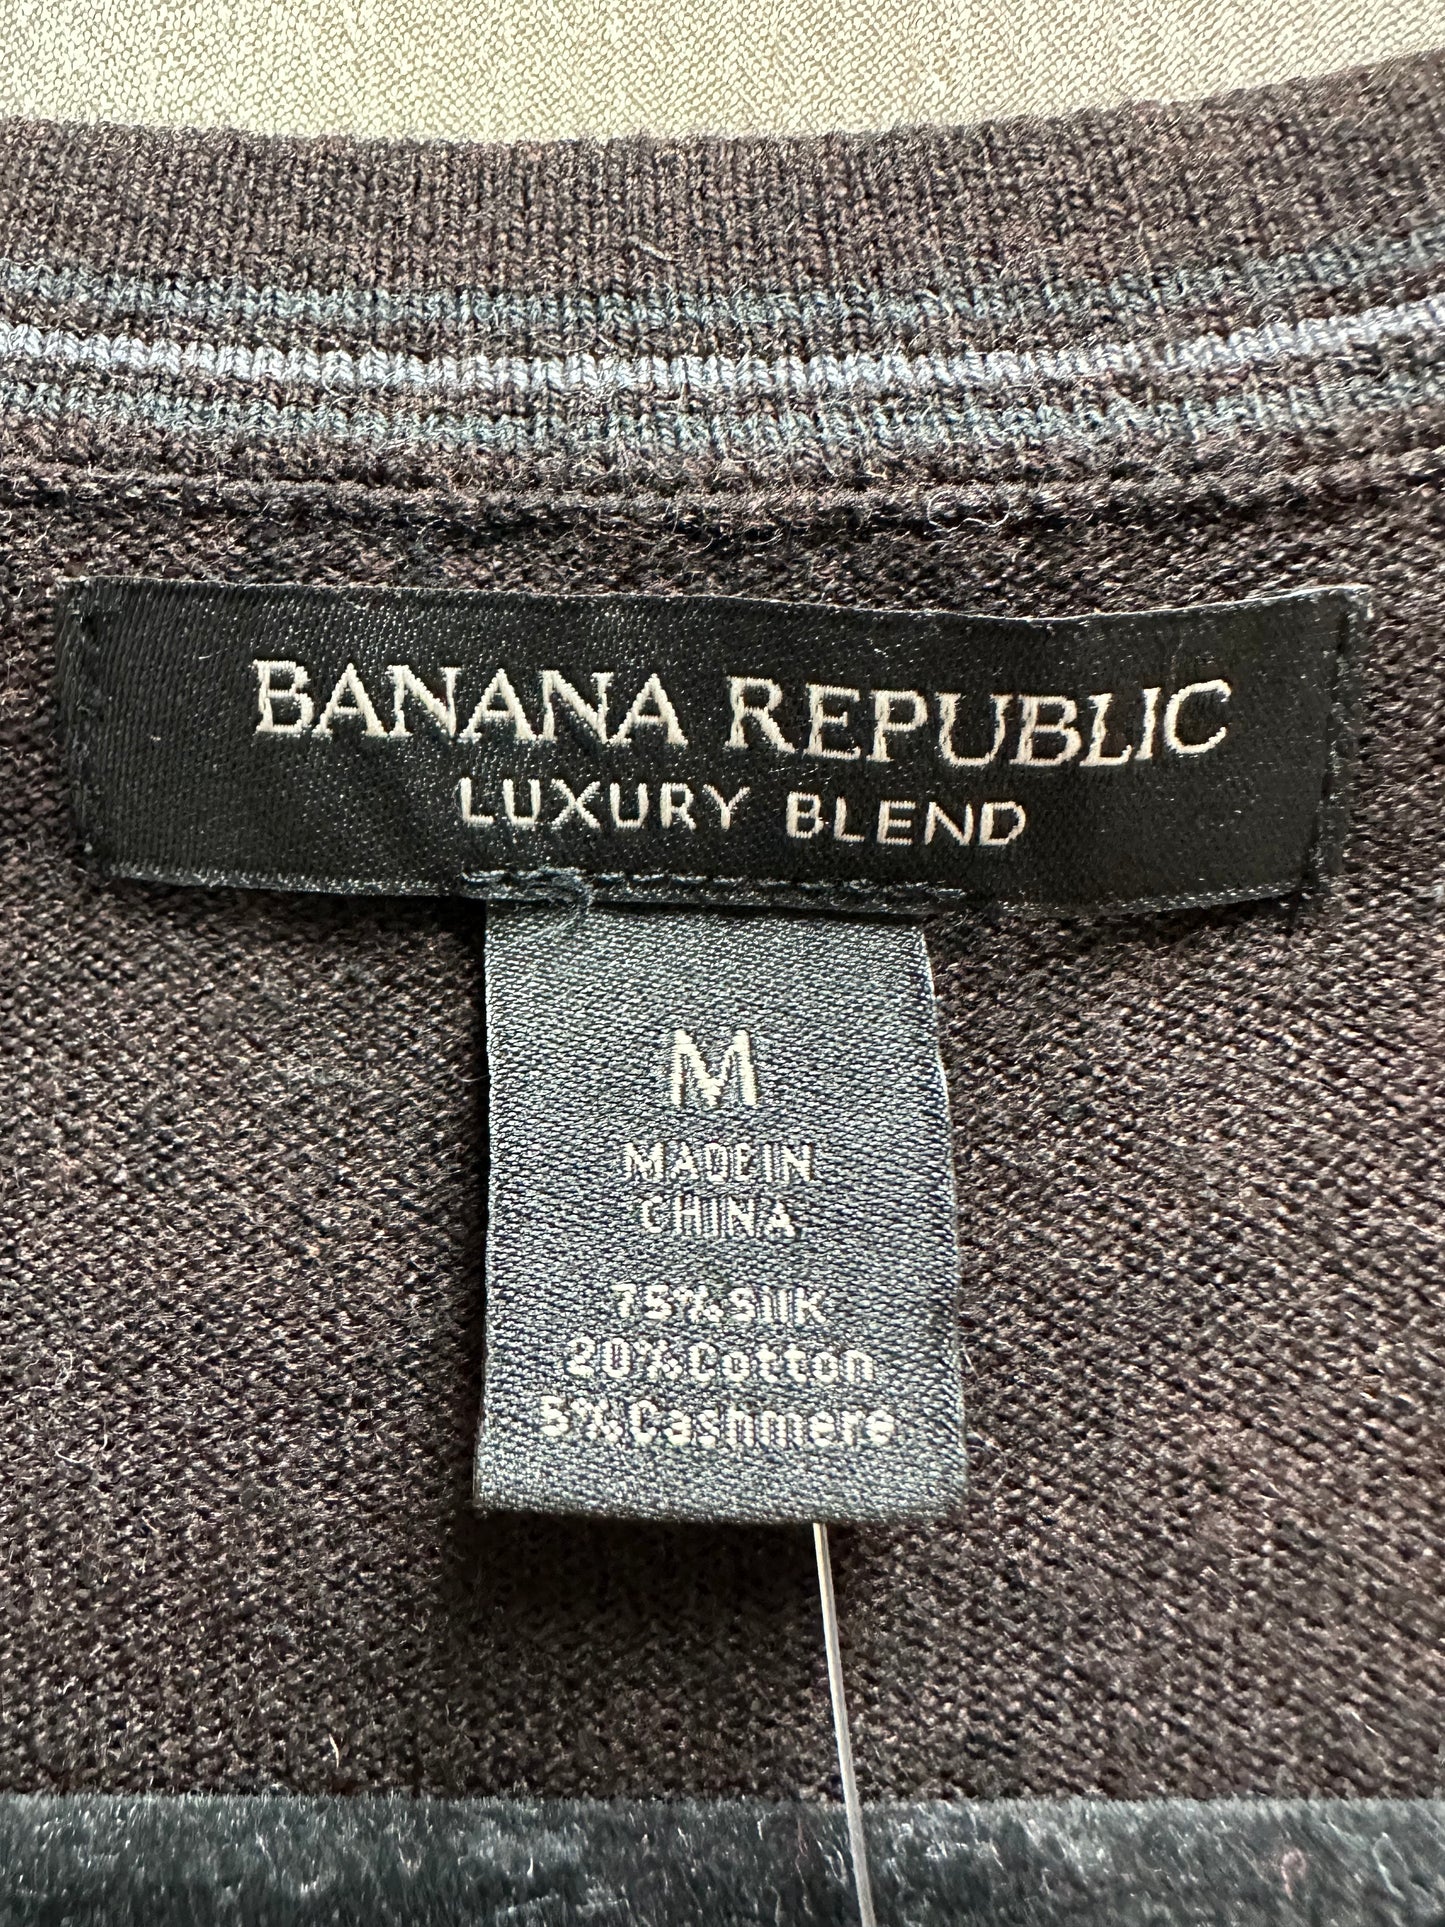 BANANA REPUBLIC
LUXURY BLEND
M
MADE IN
CHINA
75% Silk
20% Cotton
5% Cashmere